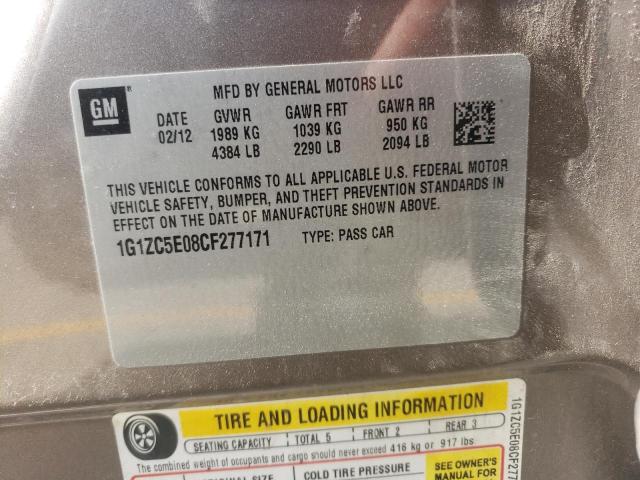 GM
MFD BY GENERAL MOTORS LLC
DATE GVWR GAWR FRT GAWR RR
02/12 1989 KG 1039 KG 950 KG
4384 LB 2290 LB 2094 LB
THIS VEHICLE CONFORMS TO ALL APPLICABLE U.S. FEDERAL MOTOR
VEHICLE SAFETY, BUMPER, AND THEFT PREVENTION STANDARDS IN
EFFECT ON THE DATE OF MANUFACTURE SHOWN ABOVE.
1G1ZC5E08CF277171 TYPE: PASS CAR
TIRE AND LOADING INFORMATION
SEATING CAPACITY TOTAL 5 FRONT 2 REAR 3
The combined weight of occupants and cargo should never exceed 416 kg or 917 lbs.
ORIGINAL SIZE COLD TIRE PRESSURE
SEE OWNER'S
MANUAL FOR
1G1ZC5E08CF277